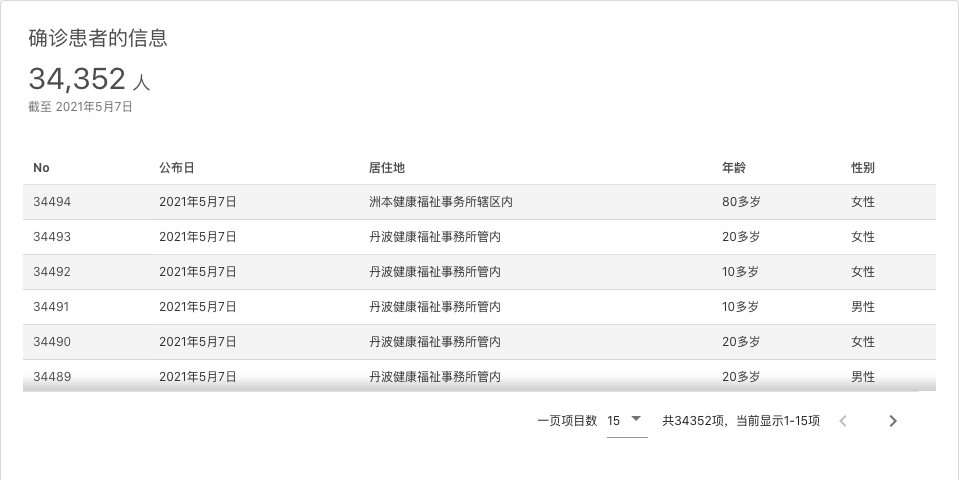 确诊患者的信息
34,352 人
截至 2021年5月7日
No 公布日 居住地 年龄 性别
34494 2021年5月7日 洲本健康福祉事务所辖区内 80多岁 女性
34493 2021年5月7日 丹波健康福祉事務所管内 20多岁 女性
34492 2021年5月7日 丹波健康福祉事務所管内 10多岁 女性
34491 2021年5月7日 丹波健康福祉事務所管内 10多岁 男性
34490 2021年5月7日 丹波健康福祉事務所管内 20多岁 女性
34489 2021年5月7日 丹波健康福祉事務所管内 20多岁 男性
一页项目数 15 共34352项，当前显示1-15项